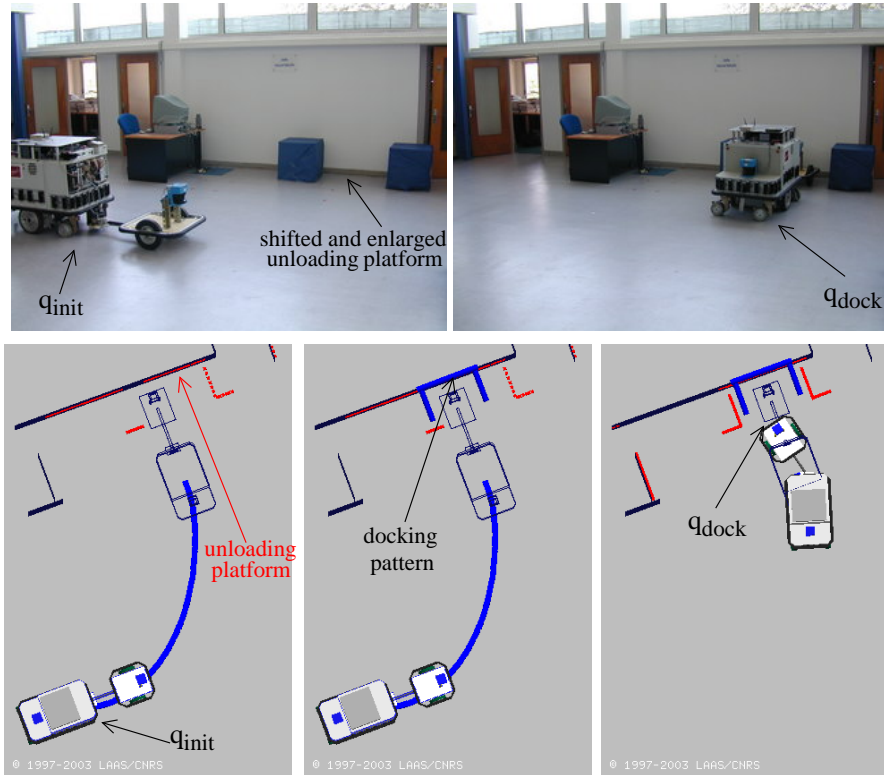 shifted and enlarged
unloading platform
q_init
q_dock
unloading
platform
q_init
© 1997-2003 LAAS/CNRS
docking
pattern
© 1997-2003 LAAS/CNRS
q_dock
© 1997-2003 LAAS/CNRS